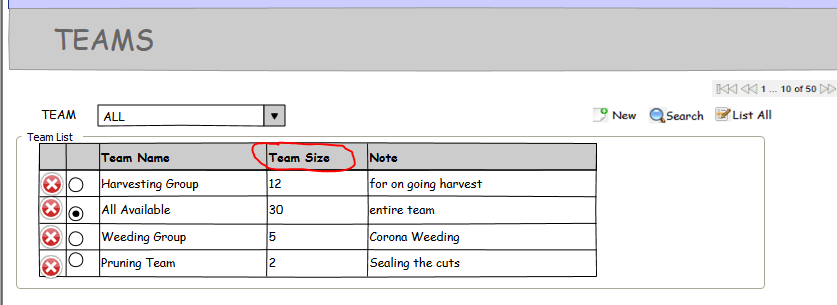 TEAMS
1 ... 10 of 50
TEAM ALL New Search List All
Team List
Team Name Team Size Note
Harvesting Group 12 for on going harvest
All Available 30 entire team
Weeding Group 5 Corona Weeding
Pruning Team 2 Sealing the cuts